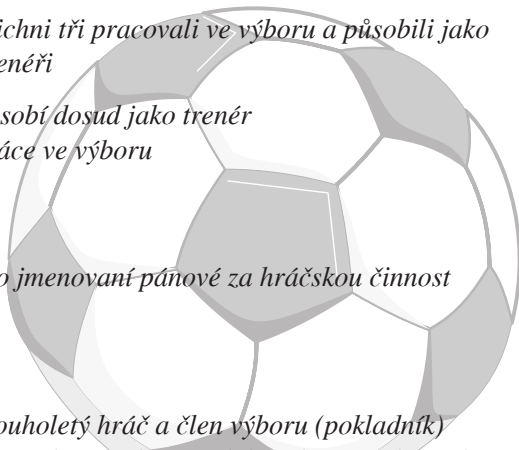 ichni tři pracovali ve výboru a působili jako
enéři
sobí dosud jako trenér
áce ve výboru
o jmenovaní pánové za hráčskou činnost
ouholetý hráč a člen výboru (pokladník)